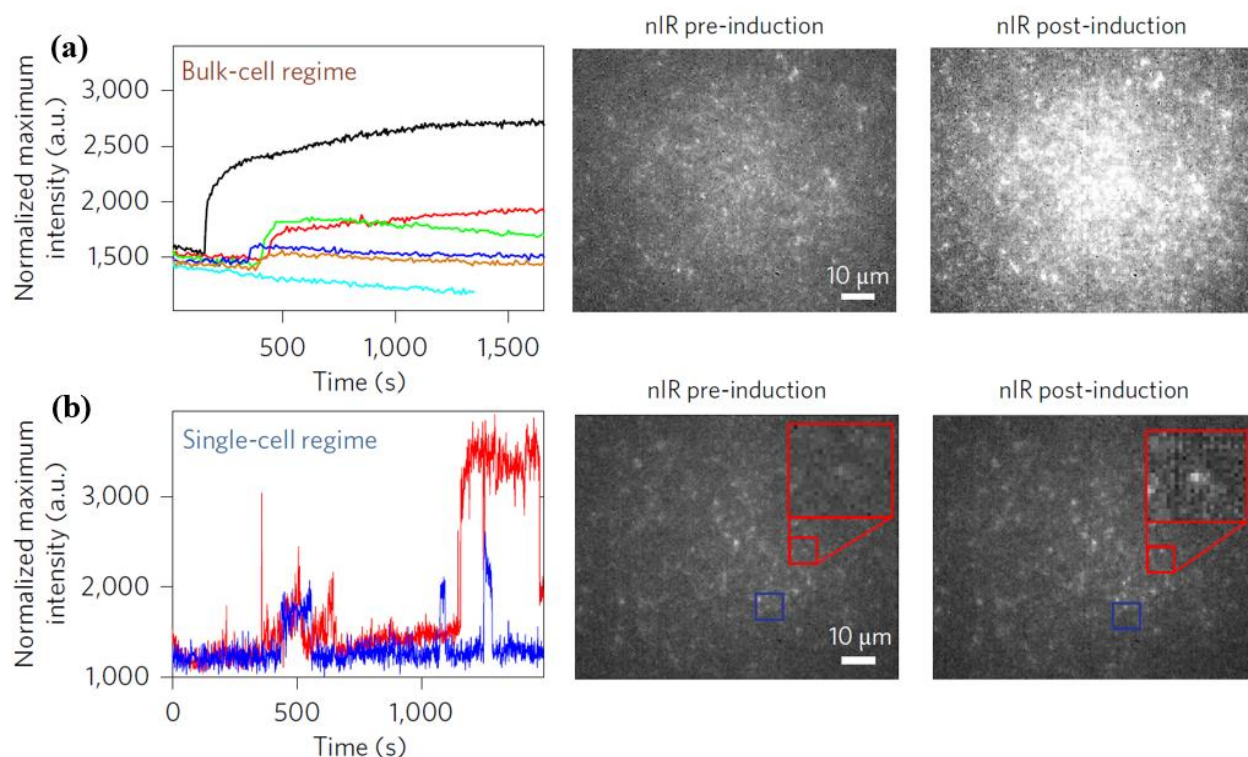 (a)
Bulk-cell regime
Normalized maximum
intensity (a.u.)
3,000
2,500
2,000
1,500
500
1,000
1,500
Time (s)
nIR pre-induction
10 µm
nIR post-induction
(b)
Single-cell regime
Normalized maximum
intensity (a.u.)
3,000
2,000
1,000
0
500
1,000
Time (s)
nIR pre-induction
10 µm
nIR post-induction